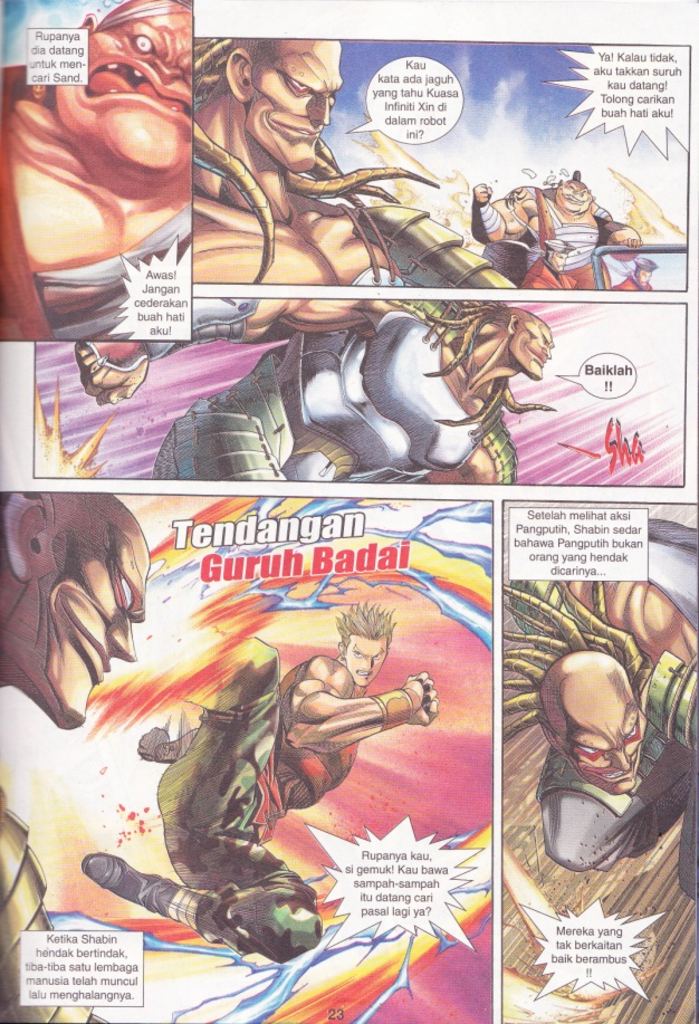 Rupanya
dia datang
untuk men-
cari Sand.
Awas!
Jangan
cederakan
buah hati
aku!
Kau
kata ada jaguh
yang tahu Kuasa
Infiniti Xin di
dalam robot
ini?
Ya! Kalau tidak,
aku takkan suruh
kau datang!
Tolong carikan
buah hati aku!
Baiklah
!!
Sha
Tendangan
Guruh Badai
Rupanya kau,
si gemuk! Kau bawa
sampah-sampah
itu datang cari
pasal lagi ya?
Ketika Shabin
hendak bertindak,
tiba-tiba satu lembaga
manusia telah muncul
lalu menghalangnya.
Setelah melihat aksi
Pangputih, Shabin sedar
bahawa Pangputih bukan
orang yang hendak
dicarinya...
Mereka yang
tak berkaitan
baik berambus
!!
23